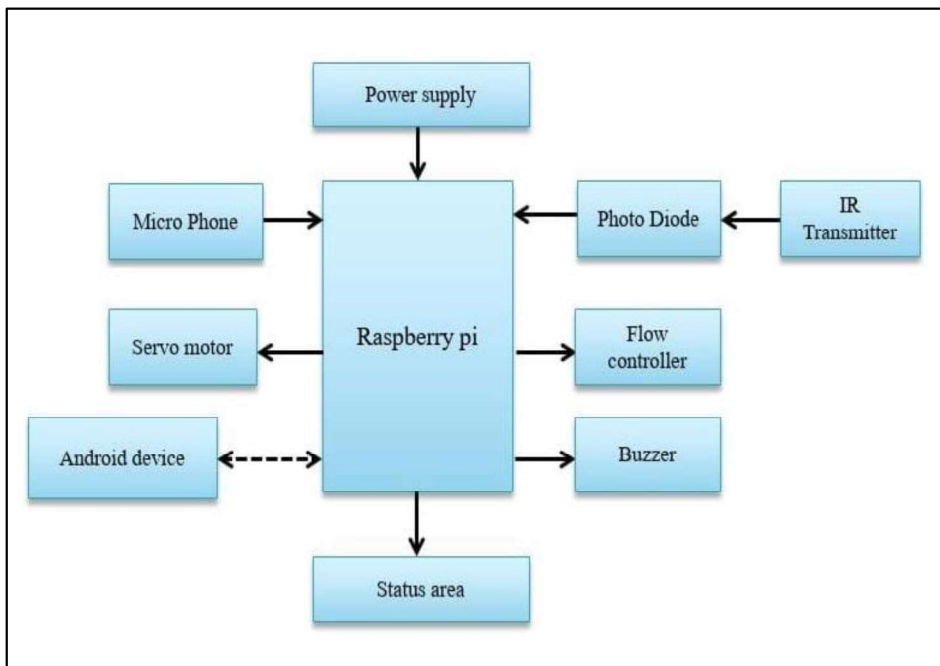 Power supply
Micro Phone
Photo Diode
IR
Transmitter
Servo motor
Raspberry pi
Flow
controller
Android device
Buzzer
Status area